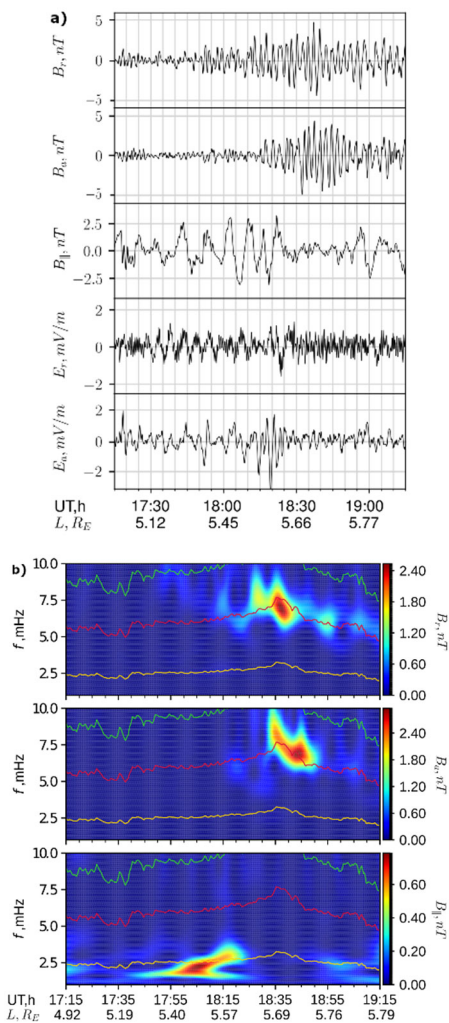 a)
5
0
-5
B_r, nT
5
0
-5
B_a, nT
2.5
0.0
-2.5
B_∥, nT
2
0
-2
E_r, mV/m
2
0
-2
E_a, mV/m
UT,h 17:30 18:00 18:30 19:00
L, R_E 5.12 5.45 5.66 5.77
b)
10.0
7.5
5.0
2.5
f ,mHz
2.40
1.80
1.20
0.60
0.00
B_r, nT
10.0
7.5
5.0
2.5
f ,mHz
2.40
1.80
1.20
0.60
0.00
B_a, nT
10.0
7.5
5.0
2.5
f ,mHz
0.60
0.40
0.20
0.00
B_∥, nT
UT,h 17:15 17:35 17:55 18:15 18:35 18:55 19:15
L, R_E 4.92 5.19 5.40 5.57 5.69 5.76 5.79